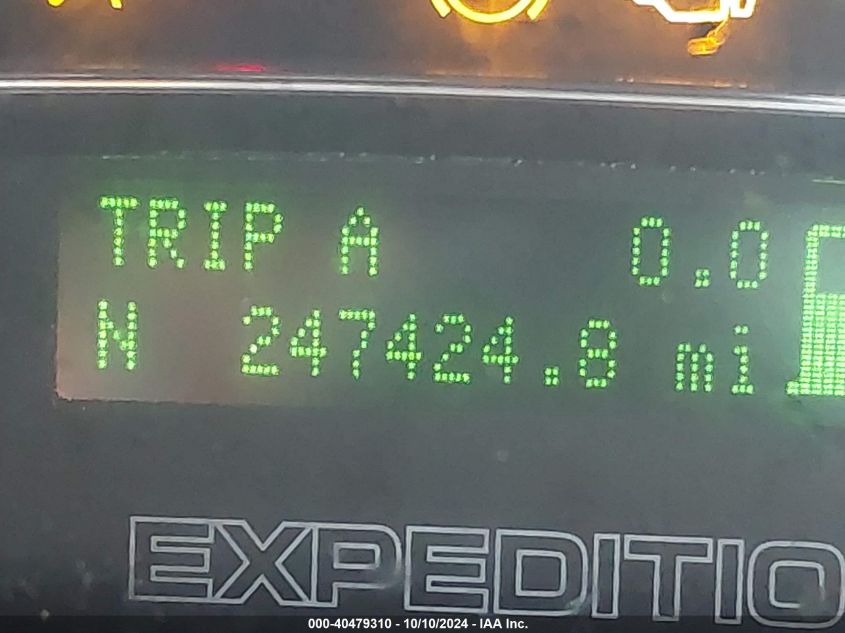 TRIP A 0.0
N 247424.8 mi
EXPEDITIO
000-40479310 - 10/10/2024 - IAA Inc.